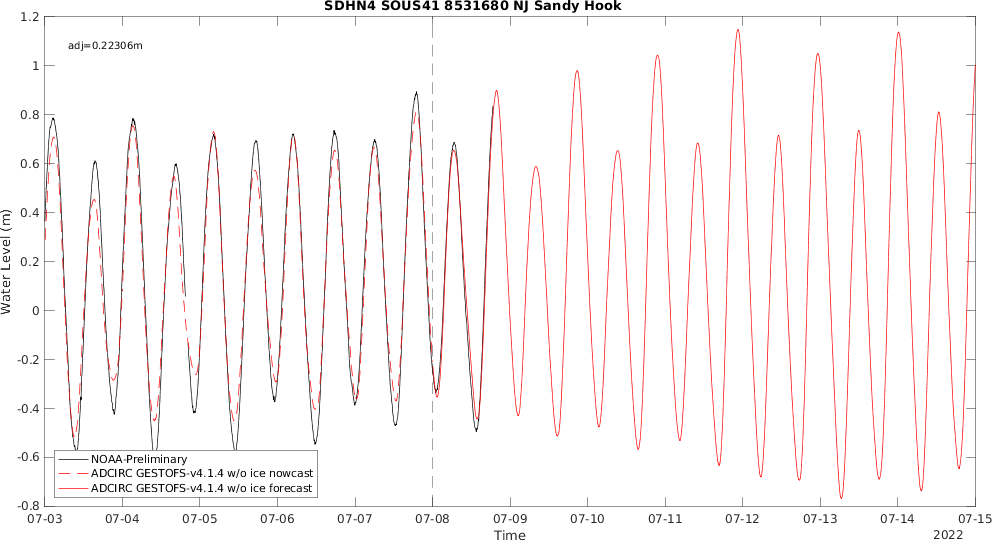 SDHN4 SOUS41 8531680 NJ Sandy Hook
1.2
1
0.8
0.6
0.4
0.2
0
-0.2
-0.4
-0.6
-0.8
Water Level (m)
adj=0.22306m
NOAA-Preliminary
ADCIRC GESTOFS-v4.1.4 w/o ice nowcast
ADCIRC GESTOFS-v4.1.4 w/o ice forecast
07-03 07-04 07-05 07-06 07-07 07-08 07-09 07-10 07-11 07-12 07-13 07-14 07-15
Time
2022